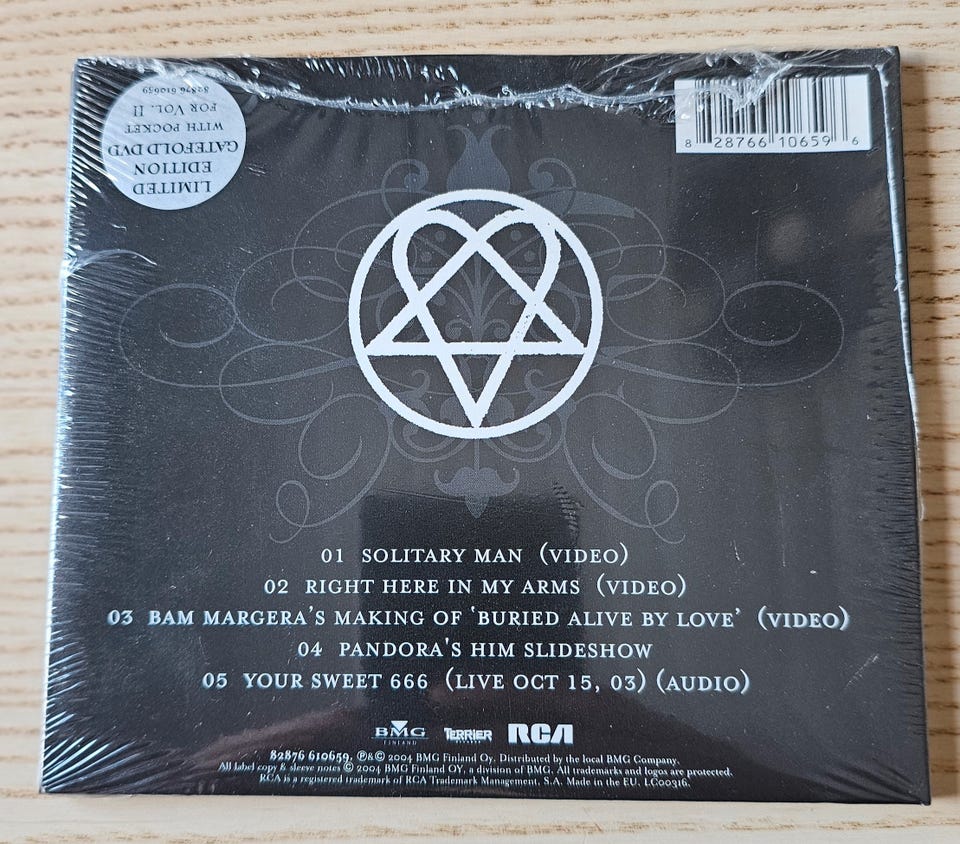 LIMITED
EDITION
GATEFOLD DVD
WITH POCKET
FOR VOL. II
82876 610659
8 28766 10659 6
01 SOLITARY MAN (VIDEO)
02 RIGHT HERE IN MY ARMS (VIDEO)
03 BAM MARGERA'S MAKING OF 'BURIED ALIVE BY LOVE' (VIDEO)
04 PANDORA'S HIM SLIDESHOW
05 YOUR SWEET 666 (LIVE OCT 15, 03) (AUDIO)
BMG FINLAND TERRIER RECORDS RCA
82876 610659. ℗&© 2004 BMG Finland Oy. Distributed by the local BMG Company.
All label copy & sleeve notes © 2004 BMG Finland OY, a division of BMG. All trademarks and logos are protected.
RCA is a registered trademark of RCA Trademark Management, S.A. Made in the EU. LC00316.